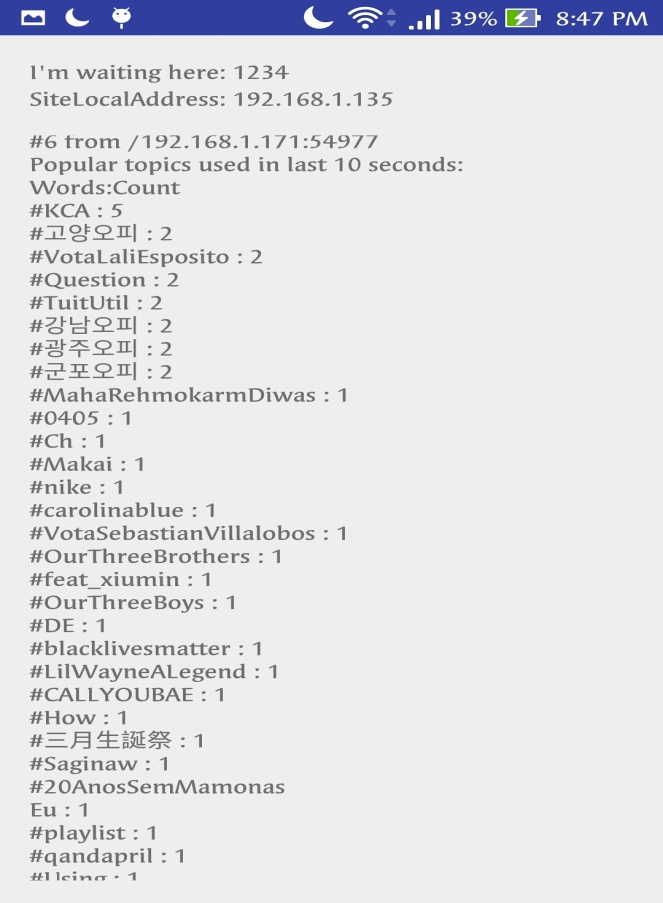 39% 8:47 PM
I'm waiting here: 1234
SiteLocalAddress: 192.168.1.135
#6 from /192.168.1.171:54977
Popular topics used in last 10 seconds:
Words:Count
#KCA : 5
#고양오피 : 2
#VotaLaliEsposito : 2
#Question : 2
#TuitUtil : 2
#강남오피 : 2
#광주오피 : 2
#군포오피 : 2
#MahaRehmokarmDiwas : 1
#0405 : 1
#Ch : 1
#Makai : 1
#nike : 1
#carolinablue : 1
#VotaSebastianVillalobos : 1
#OurThreeBrothers : 1
#feat_xiumin : 1
#OurThreeBoys : 1
#DE : 1
#blacklivesmatter : 1
#LilWayneALegend : 1
#CALLYOUBAE : 1
#How : 1
#三月生誕祭 : 1
#Saginaw : 1
#20AnosSemMamonas
Eu : 1
#playlist : 1
#qandapril : 1
#Using : 1